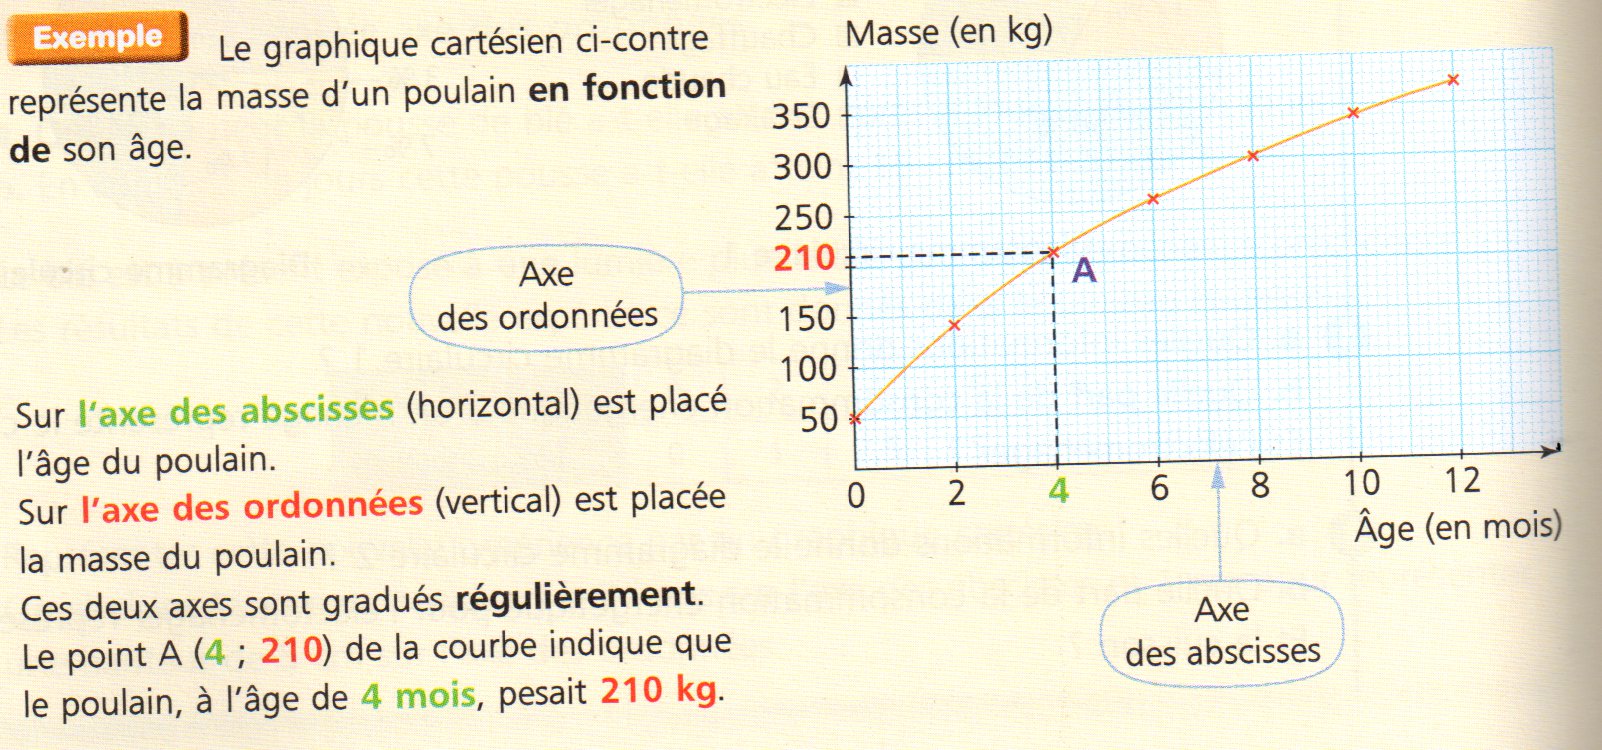 Exemple Le graphique cartésien ci-contre
représente la masse d'un poulain en fonction
de son âge.
Axe
des ordonnées
Sur l'axe des abscisses (horizontal) est placé
l'âge du poulain.
Sur l'axe des ordonnées (vertical) est placée
la masse du poulain.
Ces deux axes sont gradués régulièrement.
Le point A (4 ; 210) de la courbe indique que
le poulain, à l'âge de 4 mois, pesait 210 kg.
Masse (en kg)
350
300
250
210
150
100
50
A
0 2 4 6 8 10 12
Âge (en mois)
Axe
des abscisses